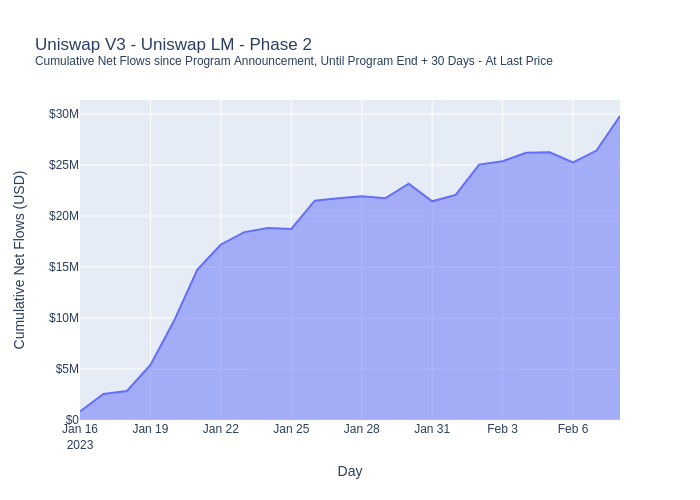 Uniswap V3 - Uniswap LM - Phase 2
Cumulative Net Flows since Program Announcement, Until Program End + 30 Days - At Last Price
Cumulative Net Flows (USD)
$30M
$25M
$20M
$15M
$10M
$5M
$0
Jan 16 Jan 19 Jan 22 Jan 25 Jan 28 Jan 31 Feb 3 Feb 6
2023
Day